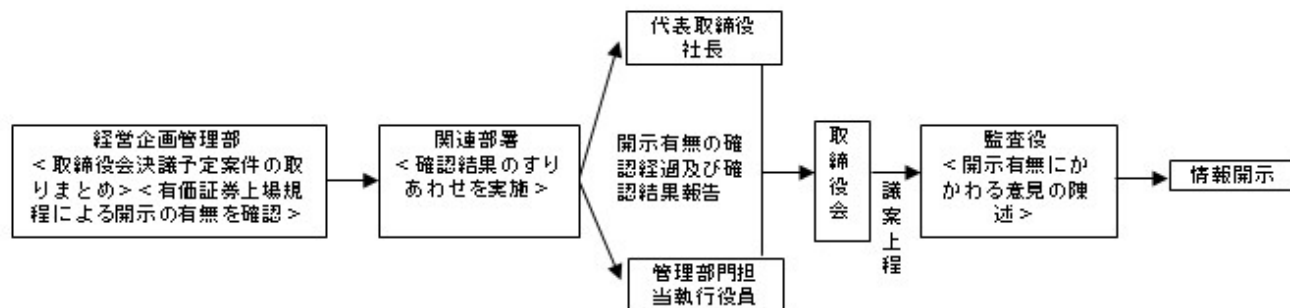 経営企画管理部
＜取締役会決議予定案件の取
りまとめ＞＜有価証券上場規
程による開示の有無を確認＞
関連部署
＜確認結果のすり
あわせを実施＞
代表取締役
社長
開示有無の確
認経過及び確
認結果報告
管理部門担
当執行役員
取締役会
議案上程
監査役
＜開示有無にか
かわる意見の陳
述＞
情報開示